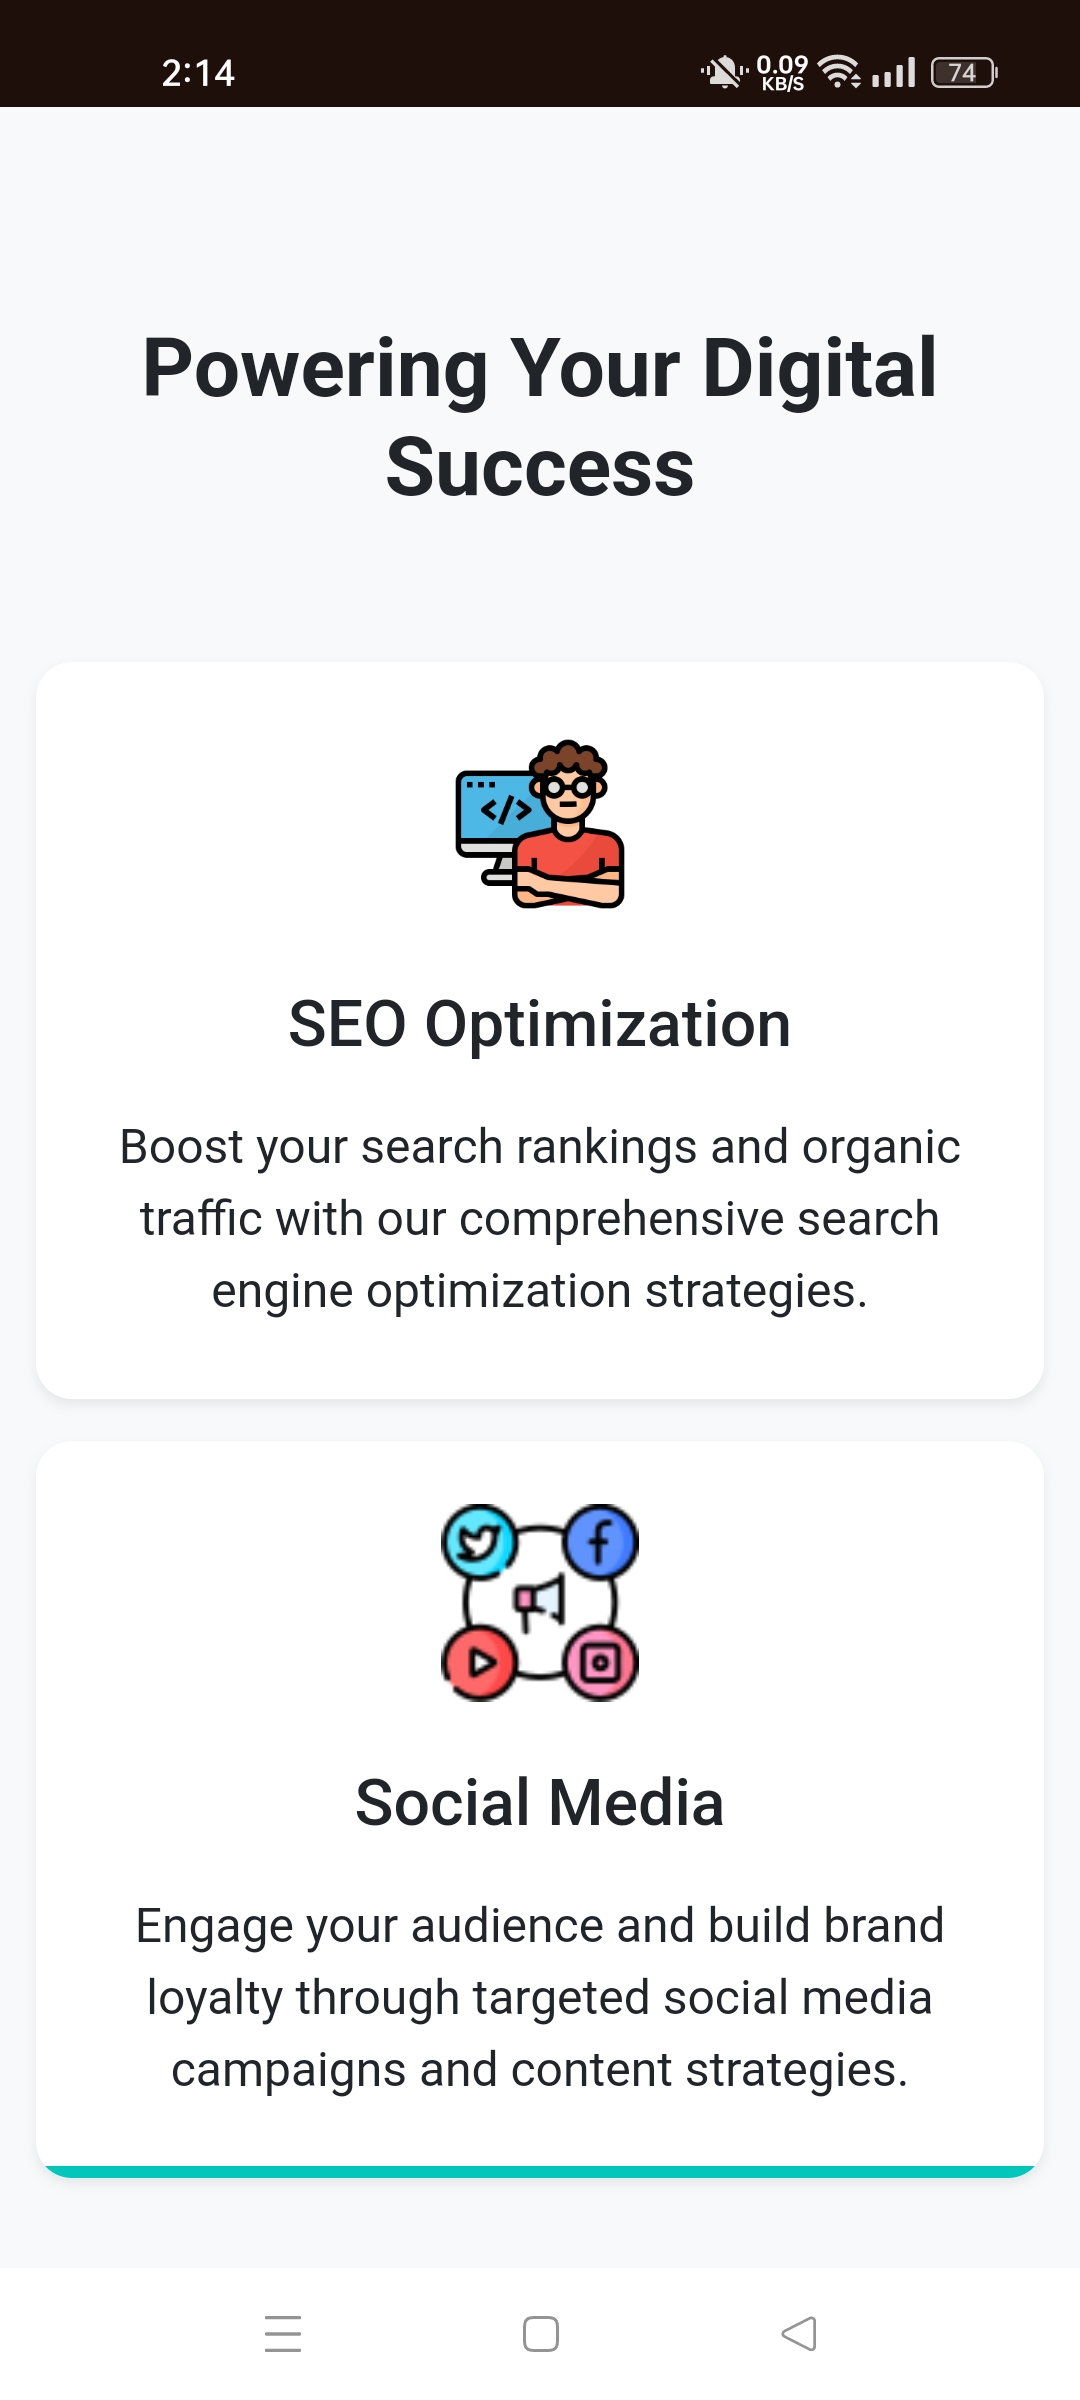 2:14
0.09
KB/S
74
Powering Your Digital
Success
</>
SEO Optimization
Boost your search rankings and organic
traffic with our comprehensive search
engine optimization strategies.
f
Social Media
Engage your audience and build brand
loyalty through targeted social media
campaigns and content strategies.